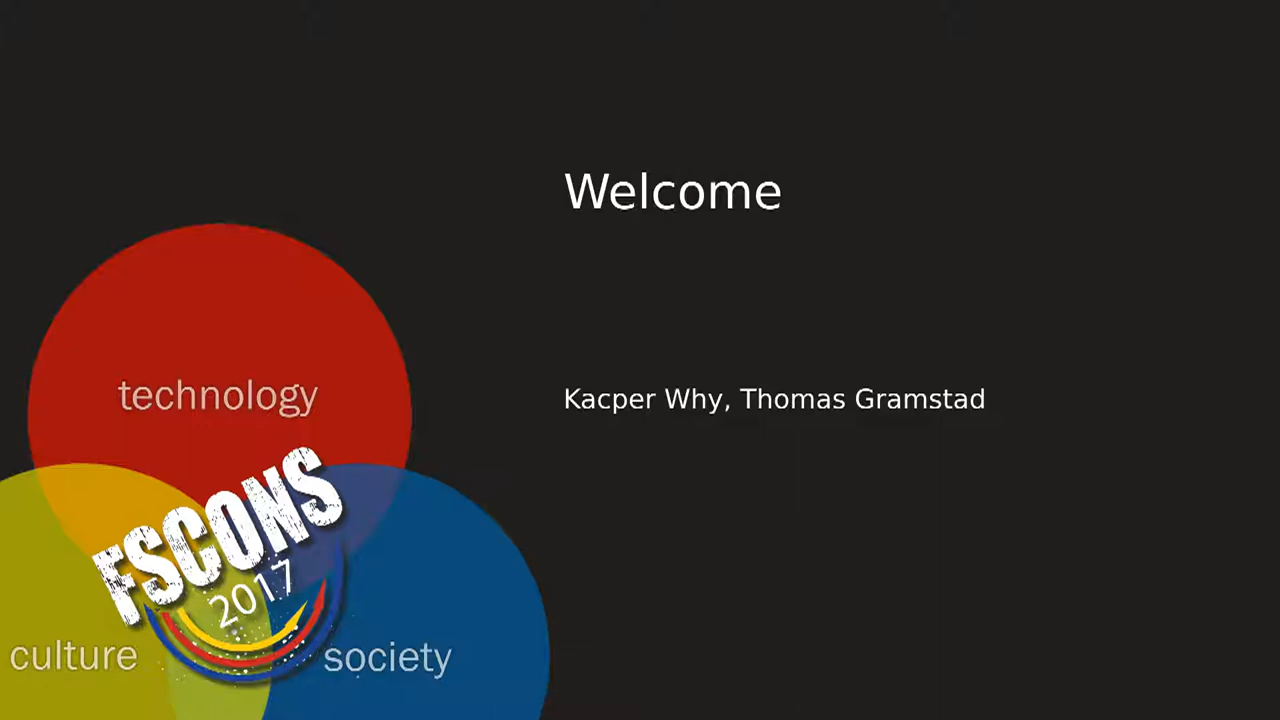 Welcome
Kacper Why, Thomas Gramstad
technology
FSCONS
2017
culture
society